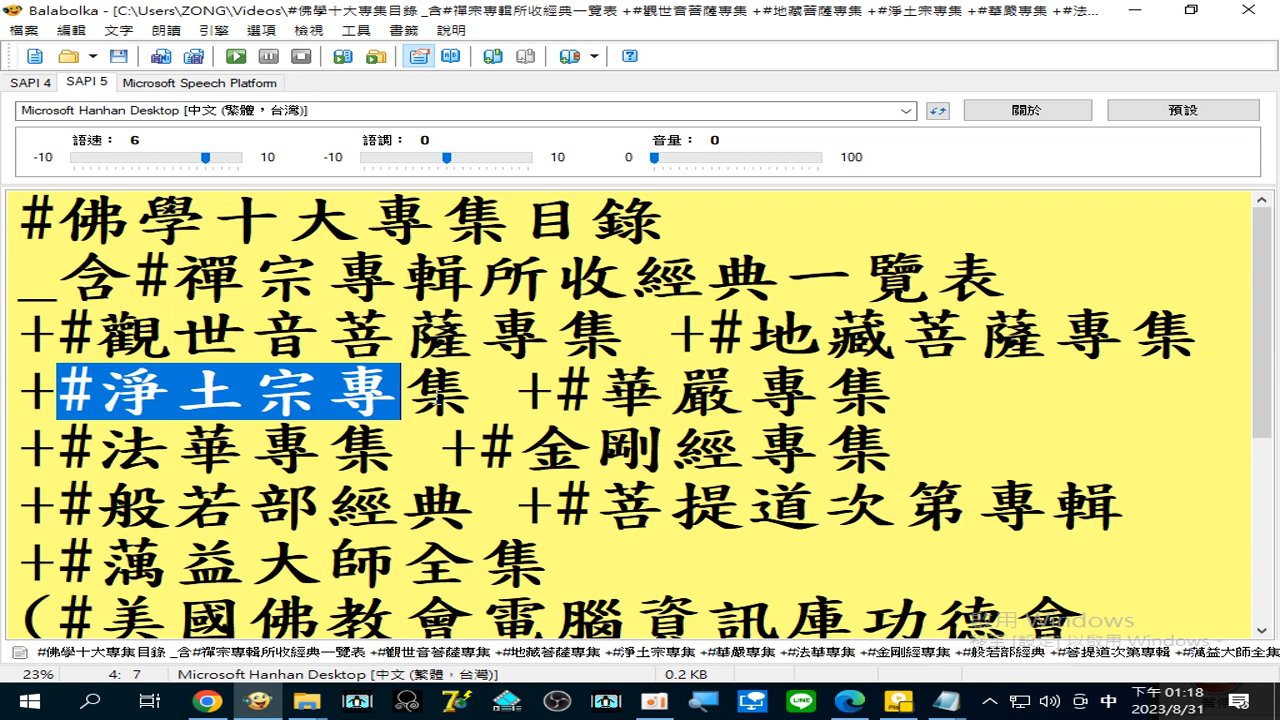 Balabolka - [C:\Users\ZONG\Videos\#佛學十大專集目錄 _含#禪宗專輯所收經典一覽表 +#觀世音菩薩專集 +#地藏菩薩專集 +#淨土宗專集 +#華嚴專集 +#法...
檔案 編輯 文字 朗讀 引擎 選項 檢視 工具 書籤 說明
SAPI 4 SAPI 5 Microsoft Speech Platform
Microsoft Hanhan Desktop [中文 (繁體，台灣)] 關於 預設
語速： 6 語調： 0 音量： 0
-10 10 -10 10 0 100
#佛學十大專集目錄
_含#禪宗專輯所收經典一覽表
+#觀世音菩薩專集 +#地藏菩薩專集
+#淨土宗專集 +#華嚴專集
+#法華專集 +#金剛經專集
+#般若部經典 +#菩提道次第專輯
+#蕅益大師全集
(#美國佛教會電腦資訊庫功德會
啟用 Windows
移至 [設定] 以啟用 Windows。
#佛學十大專集目錄 _含#禪宗專輯所收經典一覽表 +#觀世音菩薩專集 +#地藏菩薩專集 +#淨土宗專集 +#華嚴專集 +#法華專集 +#金剛經專集 +#般若部經典 +#菩提道次第專輯 +#蕅益大師全集
23% 4: 7 Microsoft Hanhan Desktop [中文 (繁體，台灣)] 0.2 KB
中 下午 01:18
2023/8/31